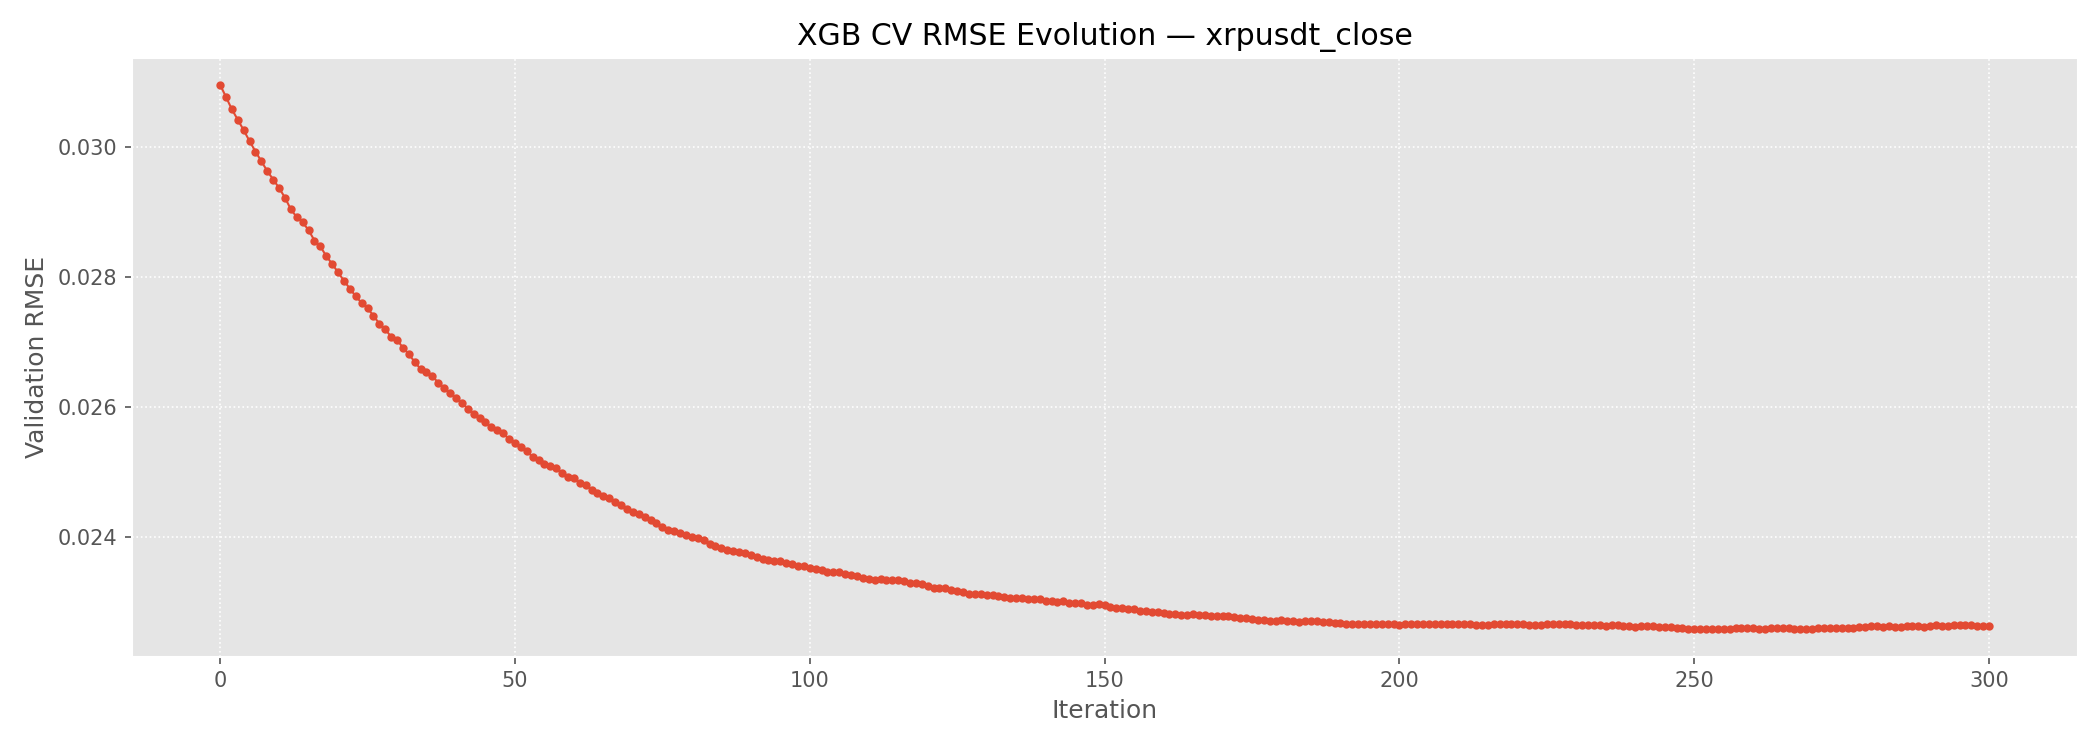 XGB CV RMSE Evolution — xrpusdt_close
Validation RMSE
0.030
0.028
0.026
0.024
0 50 100 150 200 250 300
Iteration